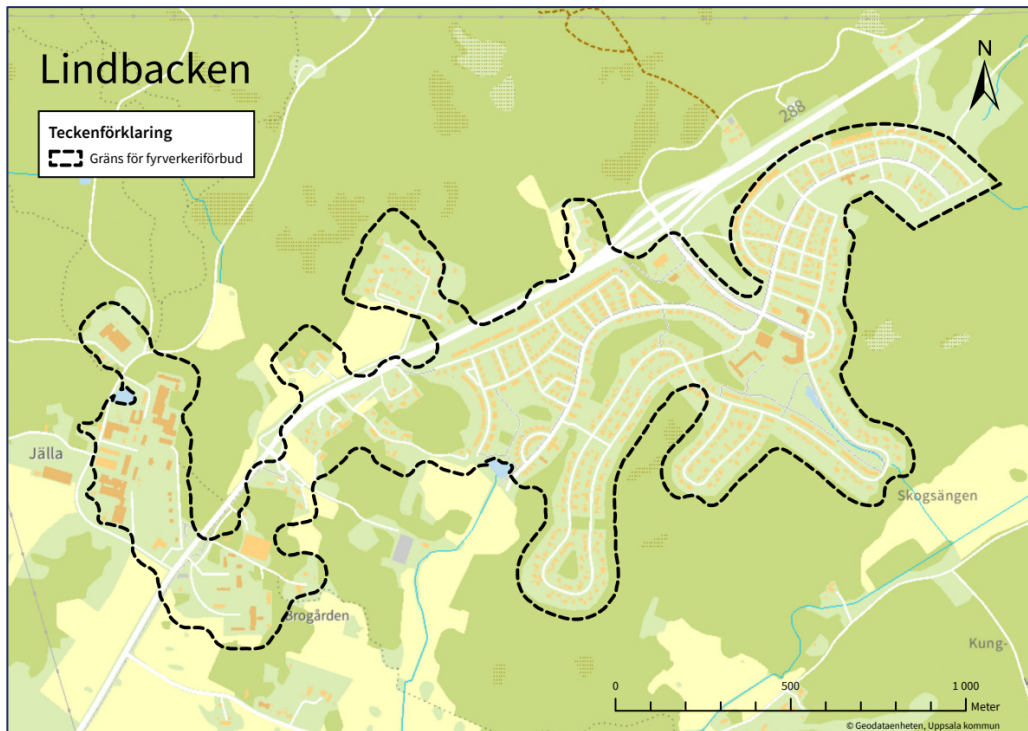 Lindbacken
Teckenförklaring
Gräns för fyrverkeriförbud
N
288
Jälla
Skogsängen
Brogården
Kung-
0 500 1 000
Meter
© Geodataenheten, Uppsala kommun